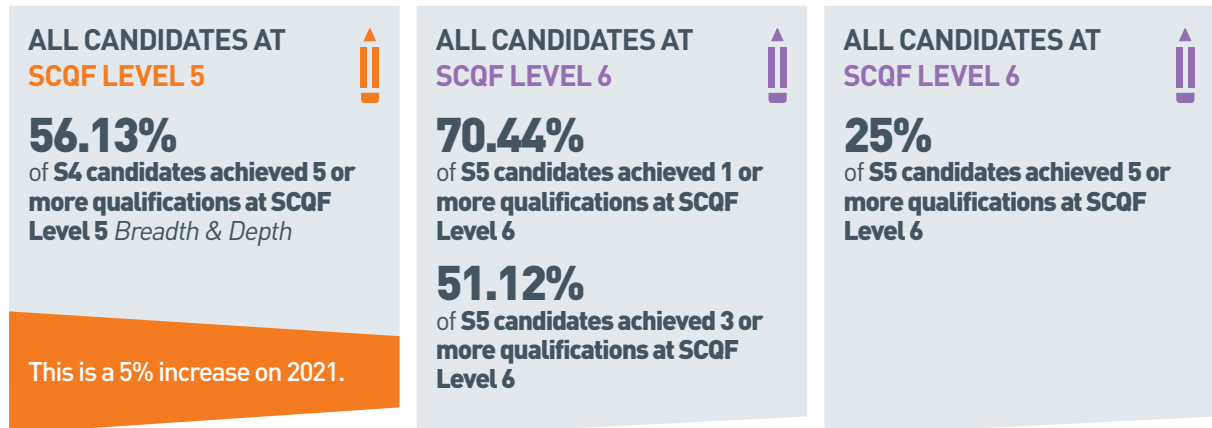 ALL CANDIDATES AT
SCQF LEVEL 5
56.13%
of S4 candidates achieved 5 or
more qualifications at SCQF
Level 5 Breadth & Depth
This is a 5% increase on 2021.
ALL CANDIDATES AT
SCQF LEVEL 6
70.44%
of S5 candidates achieved 1 or
more qualifications at SCQF
Level 6
51.12%
of S5 candidates achieved 3 or
more qualifications at SCQF
Level 6
ALL CANDIDATES AT
SCQF LEVEL 6
25%
of S5 candidates achieved 5 or
more qualifications at SCQF
Level 6